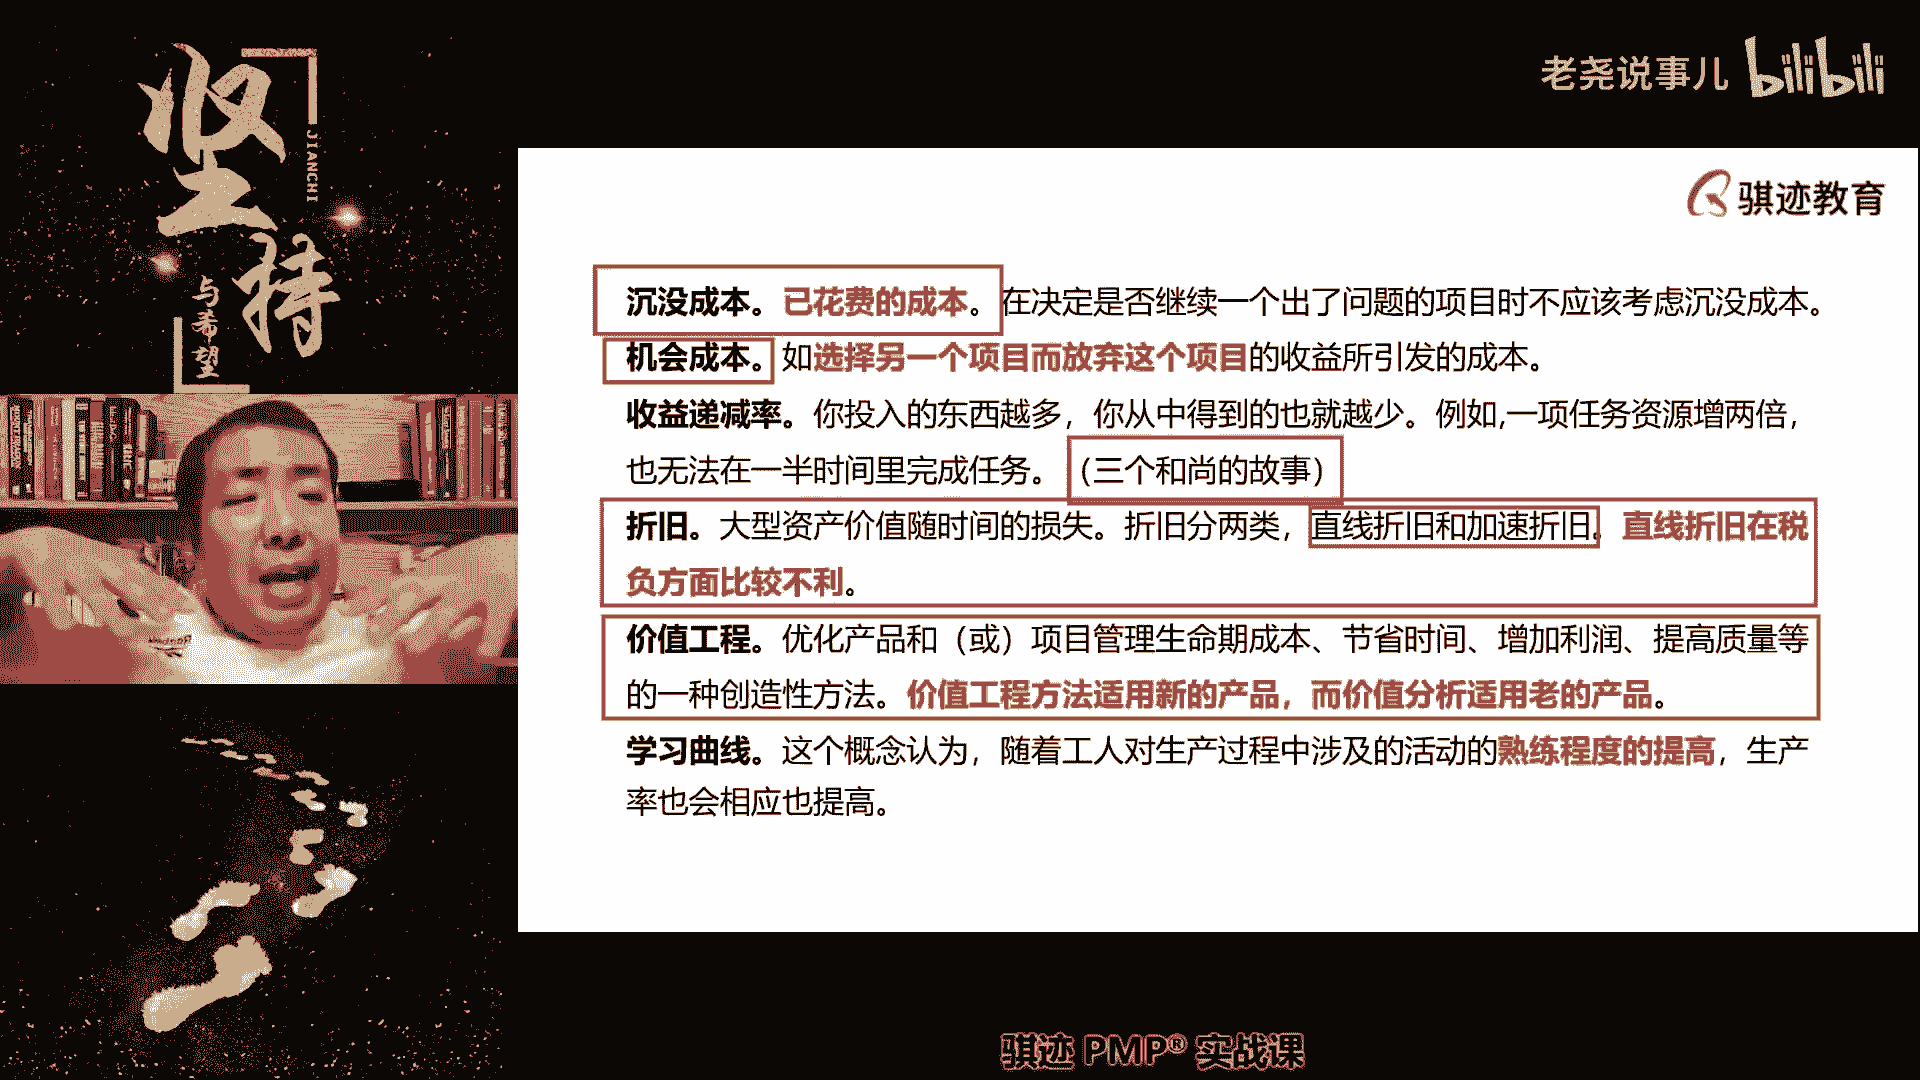 坚持
JIANCHI
与希望
老尧说事儿 bilibili
骐迹教育
沉没成本。已花费的成本。在决定是否继续一个出了问题的项目时不应该考虑沉没成本。
机会成本。如选择另一个项目而放弃这个项目的收益所引发的成本。
收益递减率。你投入的东西越多，你从中得到的也就越少。例如,一项任务资源增两倍，
也无法在一半时间里完成任务。（三个和尚的故事）
折旧。大型资产价值随时间的损失。折旧分两类，直线折旧和加速折旧。直线折旧在税
负方面比较不利。
价值工程。优化产品和（或）项目管理生命期成本、节省时间、增加利润、提高质量等
的一种创造性方法。价值工程方法适用新的产品，而价值分析适用老的产品。
学习曲线。这个概念认为，随着工人对生产过程中涉及的活动的熟练程度的提高，生产
率也会相应也提高。
骐迹 PMP® 实战课